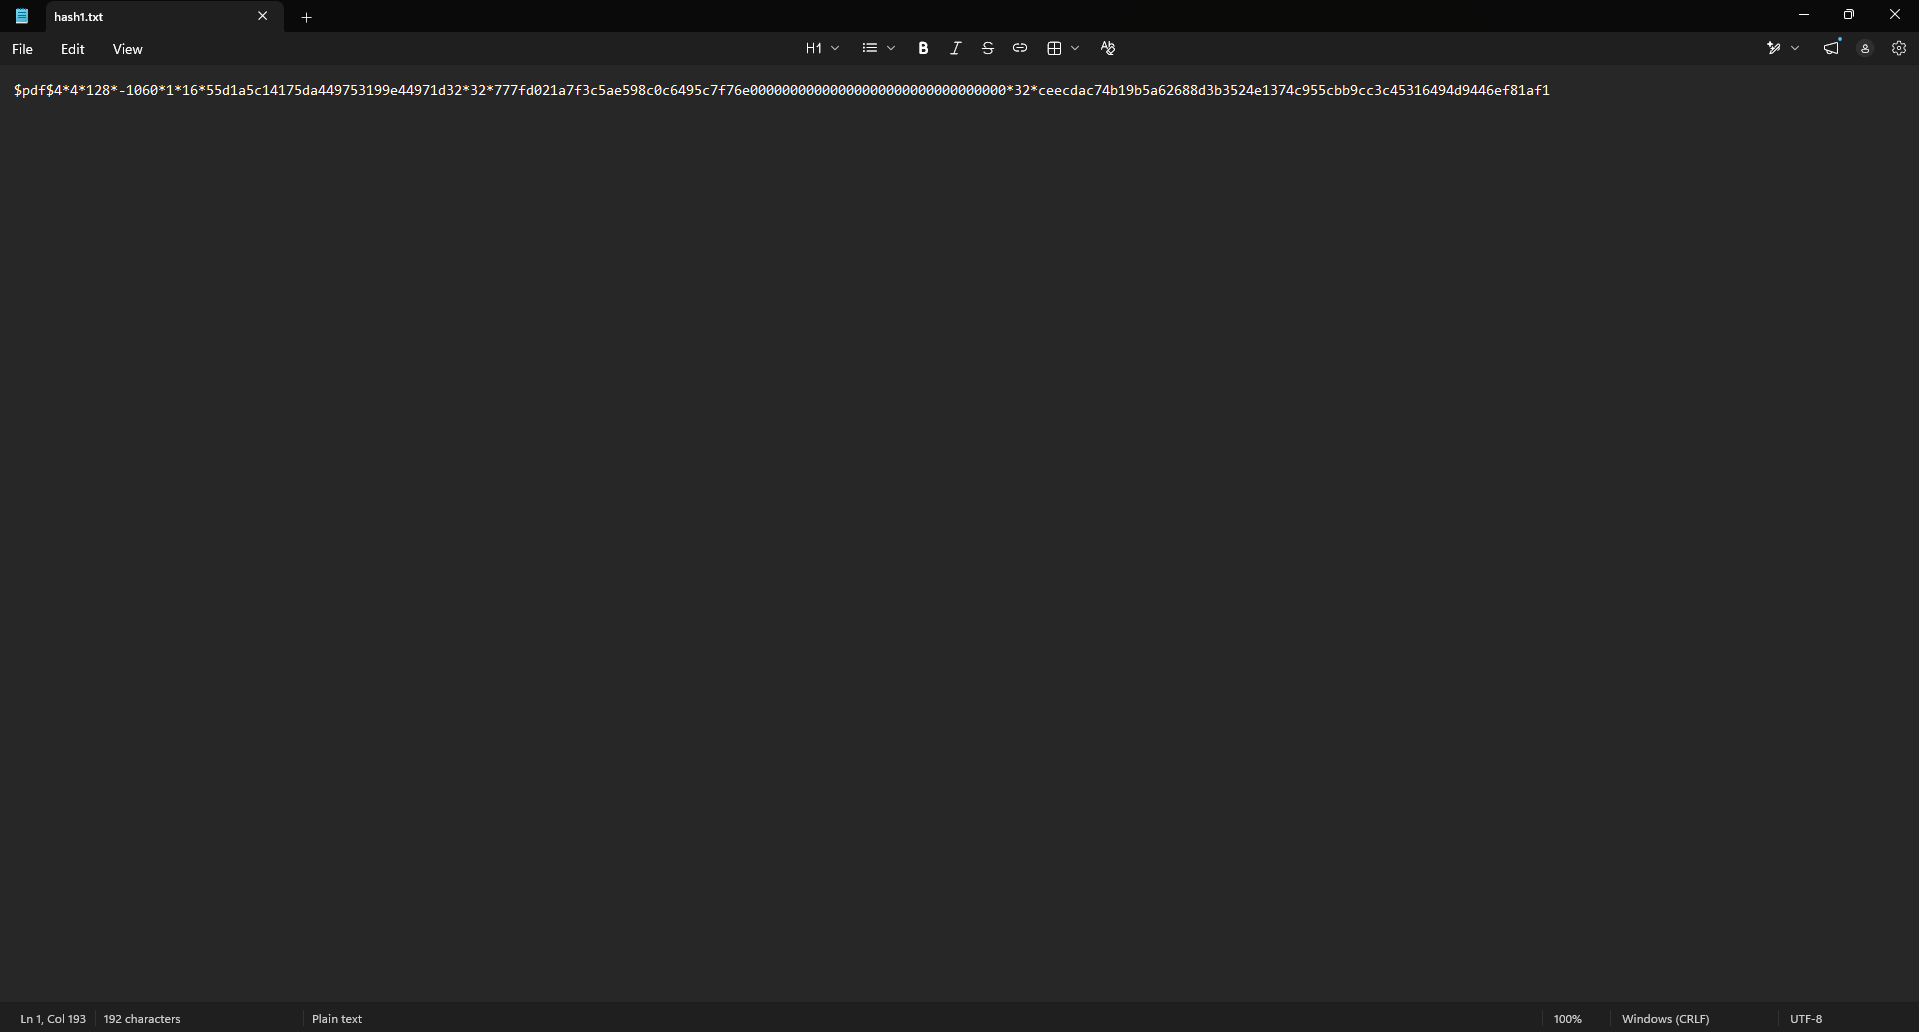 hash1.txt
File Edit View H1 B I S
$pdf$4*4*128*-1060*1*16*55d1a5c14175da449753199e44971d32*32*777fd021a7f3c5ae598c0c6495c7f76e00000000000000000000000000000000*32*ceecdac74b19b5a62688d3b3524e1374c955cbb9cc3c45316494d9446ef81af1
Ln 1, Col 193 192 characters Plain text 100% Windows (CRLF) UTF-8